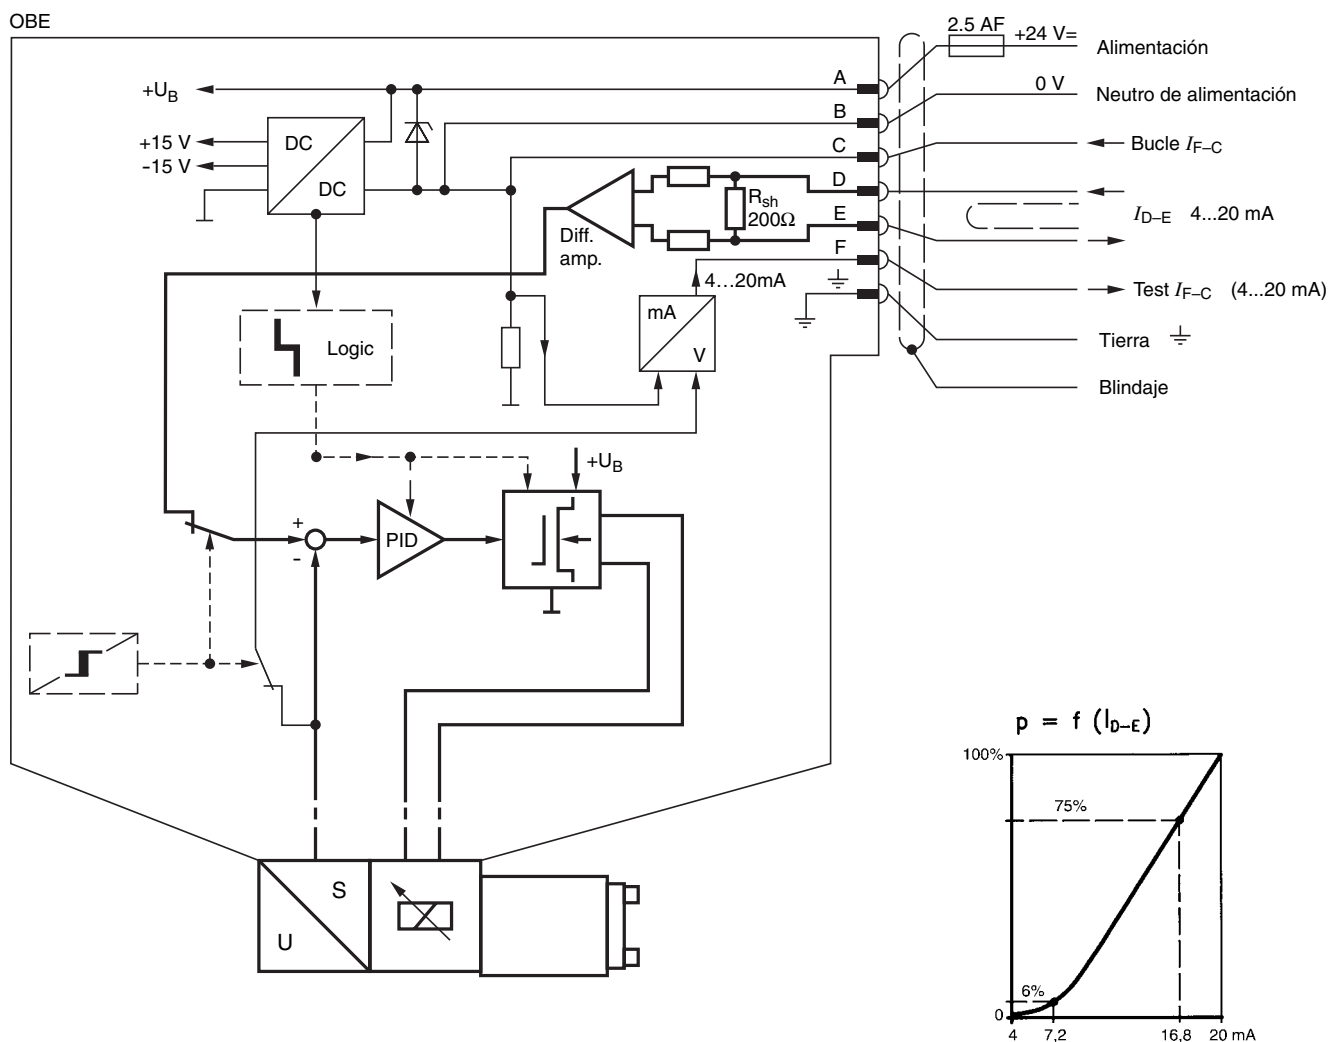 OBE
2.5 AF
+24 V=
Alimentación
A
+U_B
0 V
Neutro de alimentación
B
+15 V
DC
C
Bucle I_F–C
-15 V
DC
D
R_sh
200Ω
I_D–E 4...20 mA
E
Diff.
amp.
F
4...20mA
Test I_F–C (4...20 mA)
mA
V
Logic
Tierra
Blindaje
+U_B
+
-
PID
S
U
p = f (I_D–E)
100%
75%
6%
0
4
7,2
16,8
20 mA